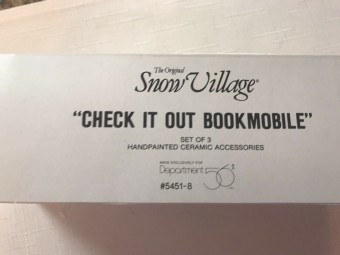 The Original
Snow Village®
"CHECK IT OUT BOOKMOBILE"
SET OF 3
HANDPAINTED CERAMIC ACCESSORIES
MADE EXCLUSIVELY FOR
Department 56
#5451-8